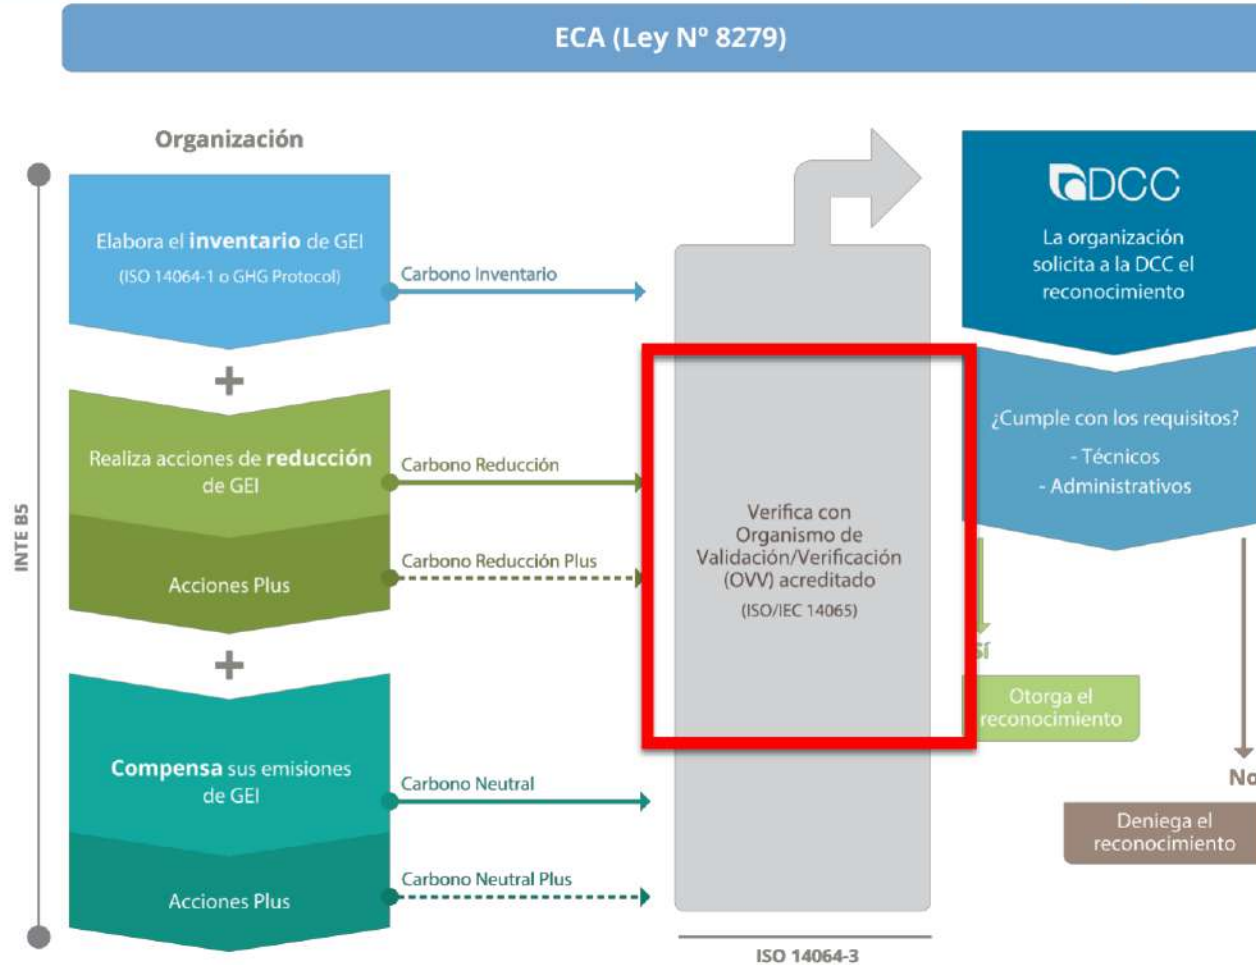 ECA (Ley Nº 8279)
Organización
INTE B5
Elabora el inventario de GEI
(ISO 14064-1 o GHG Protocol)
Carbono Inventario
+
Realiza acciones de reducción
de GEI
Carbono Reducción
Acciones Plus
Carbono Reducción Plus
+
Compensa sus emisiones
de GEI
Carbono Neutral
Acciones Plus
Carbono Neutral Plus
Verifica con
Organismo de
Validación/Verificación
(OVV) acreditado
(ISO/IEC 14065)
ISO 14064-3
DCC
La organización
solicita a la DCC el
reconocimiento
¿Cumple con los requisitos?
- Técnicos
- Administrativos
Sí
Otorga el
reconocimiento
No
Deniega el
reconocimiento